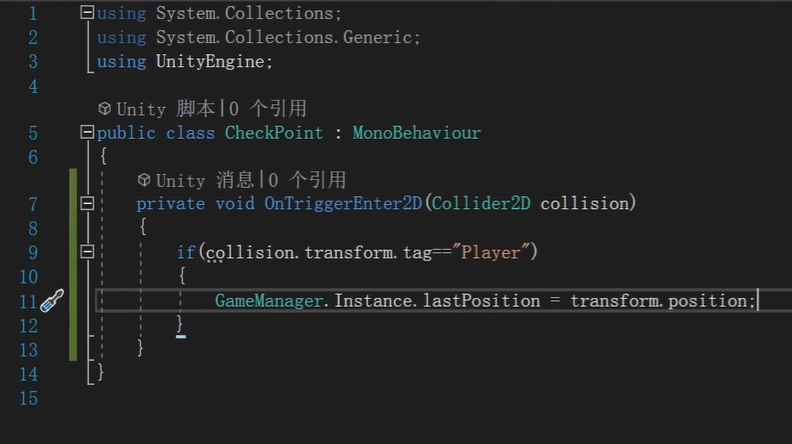 1 using System.Collections;
2 using System.Collections.Generic;
3 using UnityEngine;
4
Unity 脚本|0 个引用
5 public class CheckPoint : MonoBehaviour
6 {
Unity 消息|0 个引用
7 private void OnTriggerEnter2D(Collider2D collision)
8 {
9 if(collision.transform.tag=="Player")
10 {
11 GameManager.Instance.lastPosition = transform.position;
12 }
13 }
14 }
15